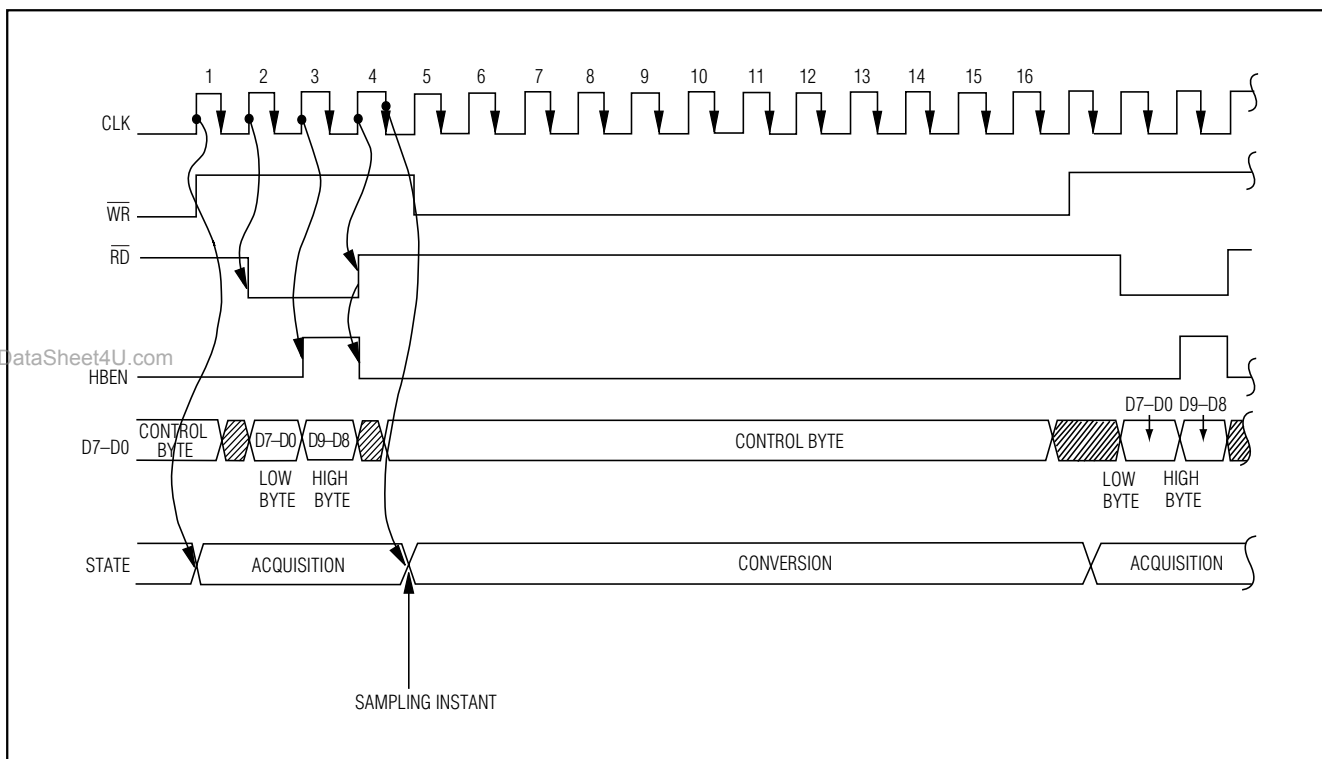 1 2 3 4 5 6 7 8 9 10 11 12 13 14 15 16
CLK
WR
RD
DataSheet4U.com
HBEN
D7–D0 D9–D8
CONTROL BYTE
D7–D0
D7–D0 D9–D8
CONTROL BYTE
LOW BYTE
HIGH BYTE
LOW BYTE
HIGH BYTE
STATE
ACQUISITION
CONVERSION
ACQUISITION
SAMPLING INSTANT